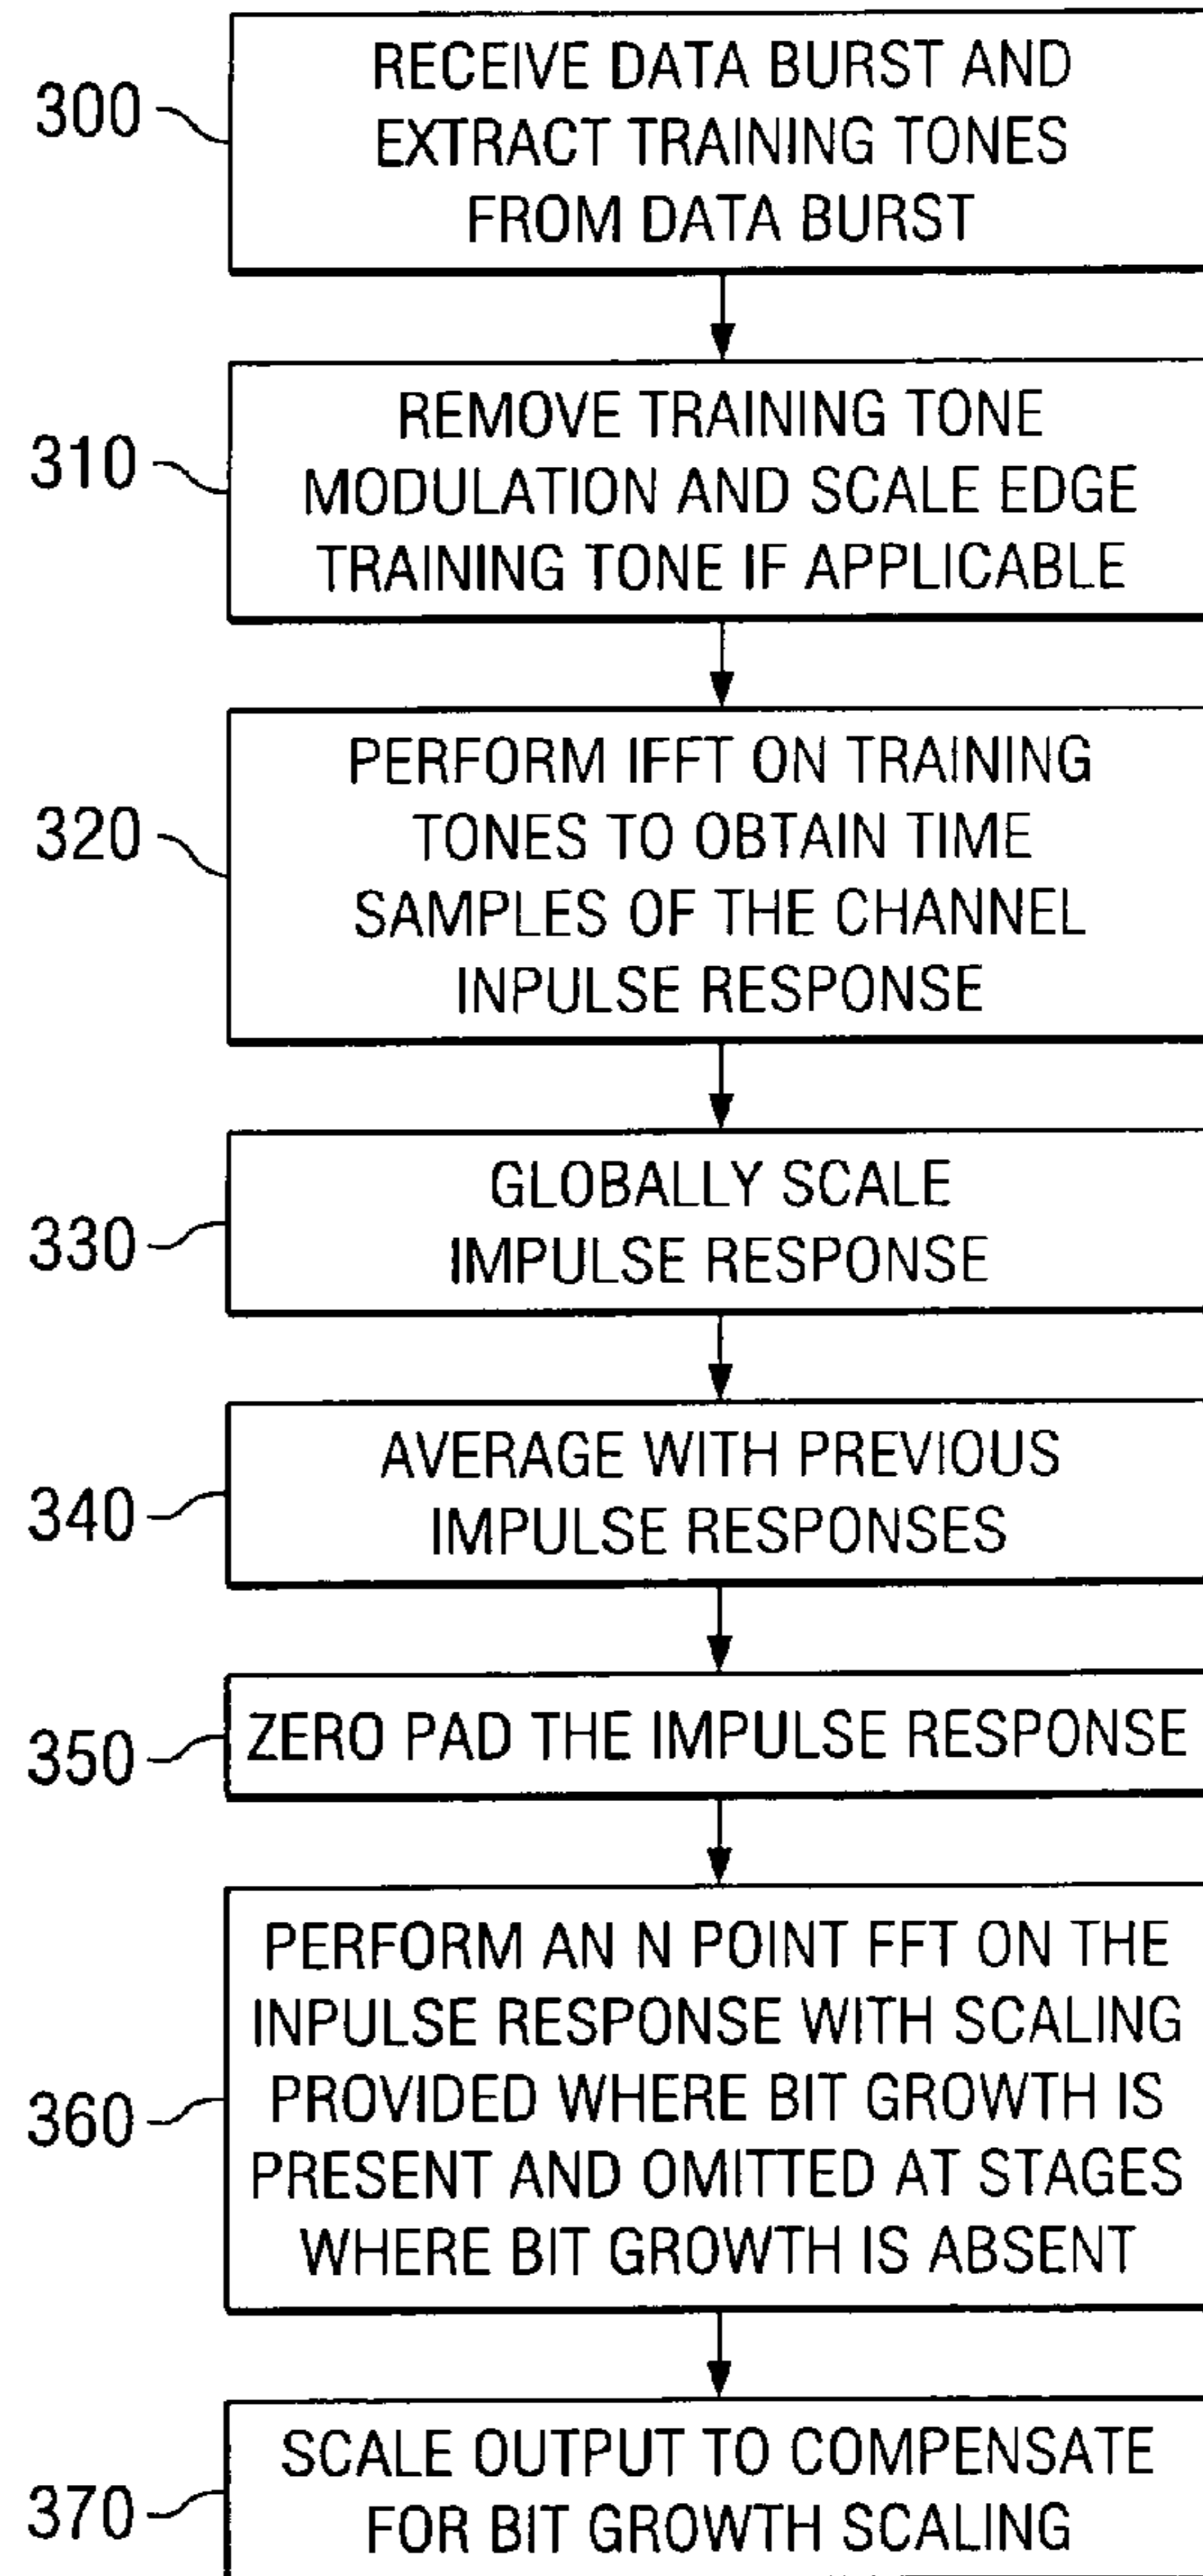 300
RECEIVE DATA BURST AND
EXTRACT TRAINING TONES
FROM DATA BURST
310
REMOVE TRAINING TONE
MODULATION AND SCALE EDGE
TRAINING TONE IF APPLICABLE
320
PERFORM IFFT ON TRAINING
TONES TO OBTAIN TIME
SAMPLES OF THE CHANNEL
INPULSE RESPONSE
330
GLOBALLY SCALE
IMPULSE RESPONSE
340
AVERAGE WITH PREVIOUS
IMPULSE RESPONSES
350
ZERO PAD THE IMPULSE RESPONSE
360
PERFORM AN N POINT FFT ON THE
INPULSE RESPONSE WITH SCALING
PROVIDED WHERE BIT GROWTH IS
PRESENT AND OMITTED AT STAGES
WHERE BIT GROWTH IS ABSENT
370
SCALE OUTPUT TO COMPENSATE
FOR BIT GROWTH SCALING